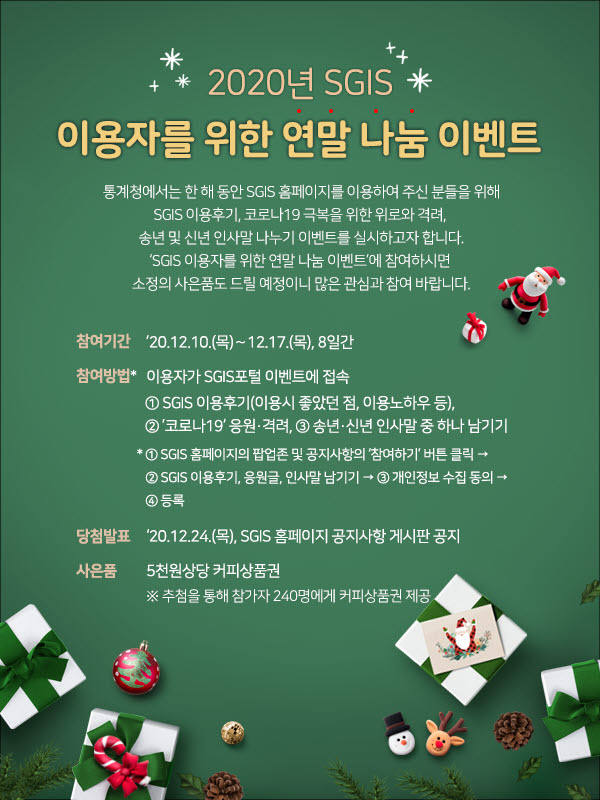 2020년 SGIS
이용자를 위한 연말 나눔 이벤트
통계청에서는 한 해 동안 SGIS 홈페이지를 이용하여 주신 분들을 위해
SGIS 이용후기, 코로나19 극복을 위한 위로와 격려,
송년 및 신년 인사말 나누기 이벤트를 실시하고자 합니다.
‘SGIS 이용자를 위한 연말 나눔 이벤트’에 참여하시면
소정의 사은품도 드릴 예정이니 많은 관심과 참여 바랍니다.
참여기간 ‘20.12.10.(목)~12.17.(목), 8일간
참여방법* 이용자가 SGIS포털 이벤트에 접속
① SGIS 이용후기(이용시 좋았던 점, 이용노하우 등),
② ‘코로나19’ 응원·격려, ③ 송년·신년 인사말 중 하나 남기기
* ① SGIS 홈페이지의 팝업존 및 공지사항의 ‘참여하기’ 버튼 클릭 →
② SGIS 이용후기, 응원글, 인사말 남기기 → ③ 개인정보 수집 동의 →
④ 등록
당첨발표 ‘20.12.24.(목), SGIS 홈페이지 공지사항 게시판 공지
사은품 5천원상당 커피상품권
※ 추첨을 통해 참가자 240명에게 커피상품권 제공